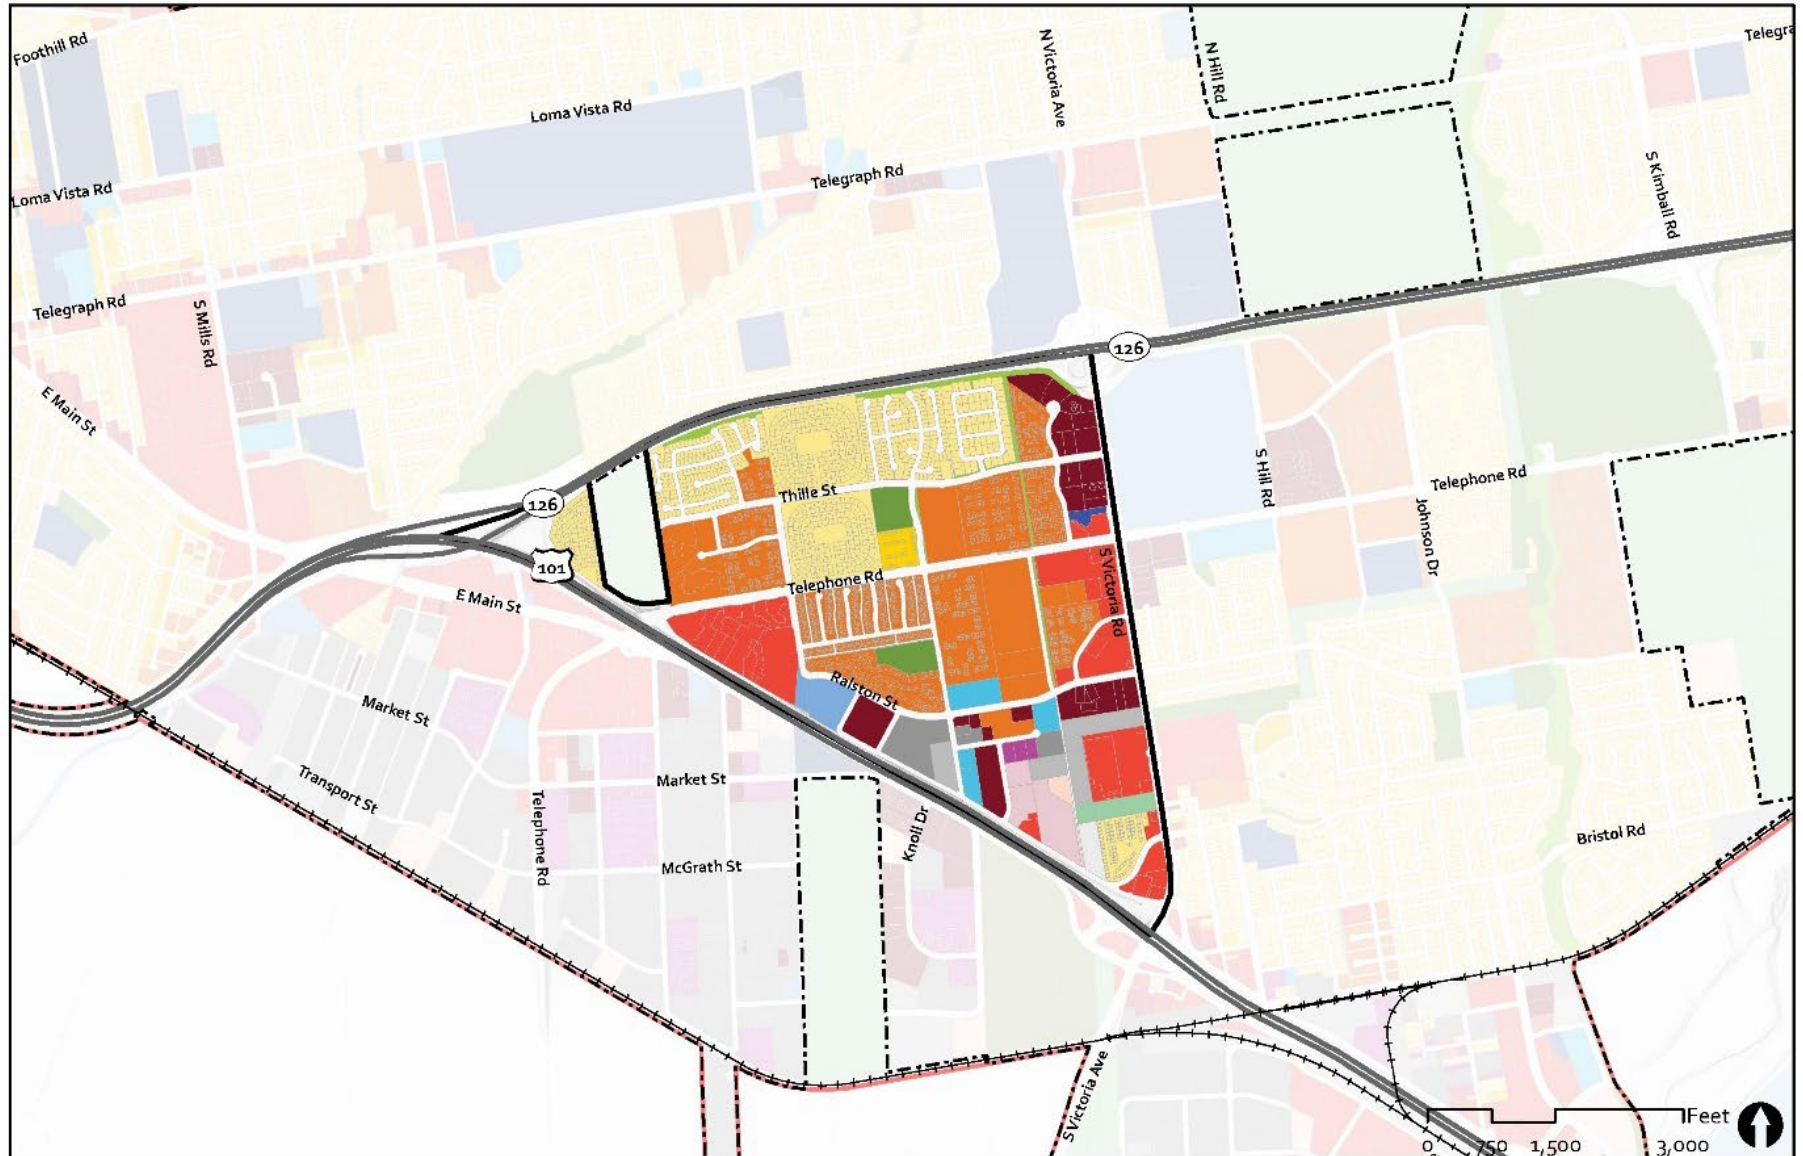 Foothill Rd
N Victoria Ave
N Hill Rd
Telegra
Loma Vista Rd
Loma Vista Rd
Telegraph Rd
S Kimball Rd
Telegraph Rd
S Mills Rd
126
E Main St
S Hill Rd
Telephone Rd
Johnson Dr
Thille St
126
101
Telephone Rd
S Victoria Rd
E Main St
Ralston St
Market St
Transport St
Market St
Telephone Rd
Knoll Dr
McGrath St
Bristol Rd
S Victoria Ave
Feet
0 750 1,500 3,000